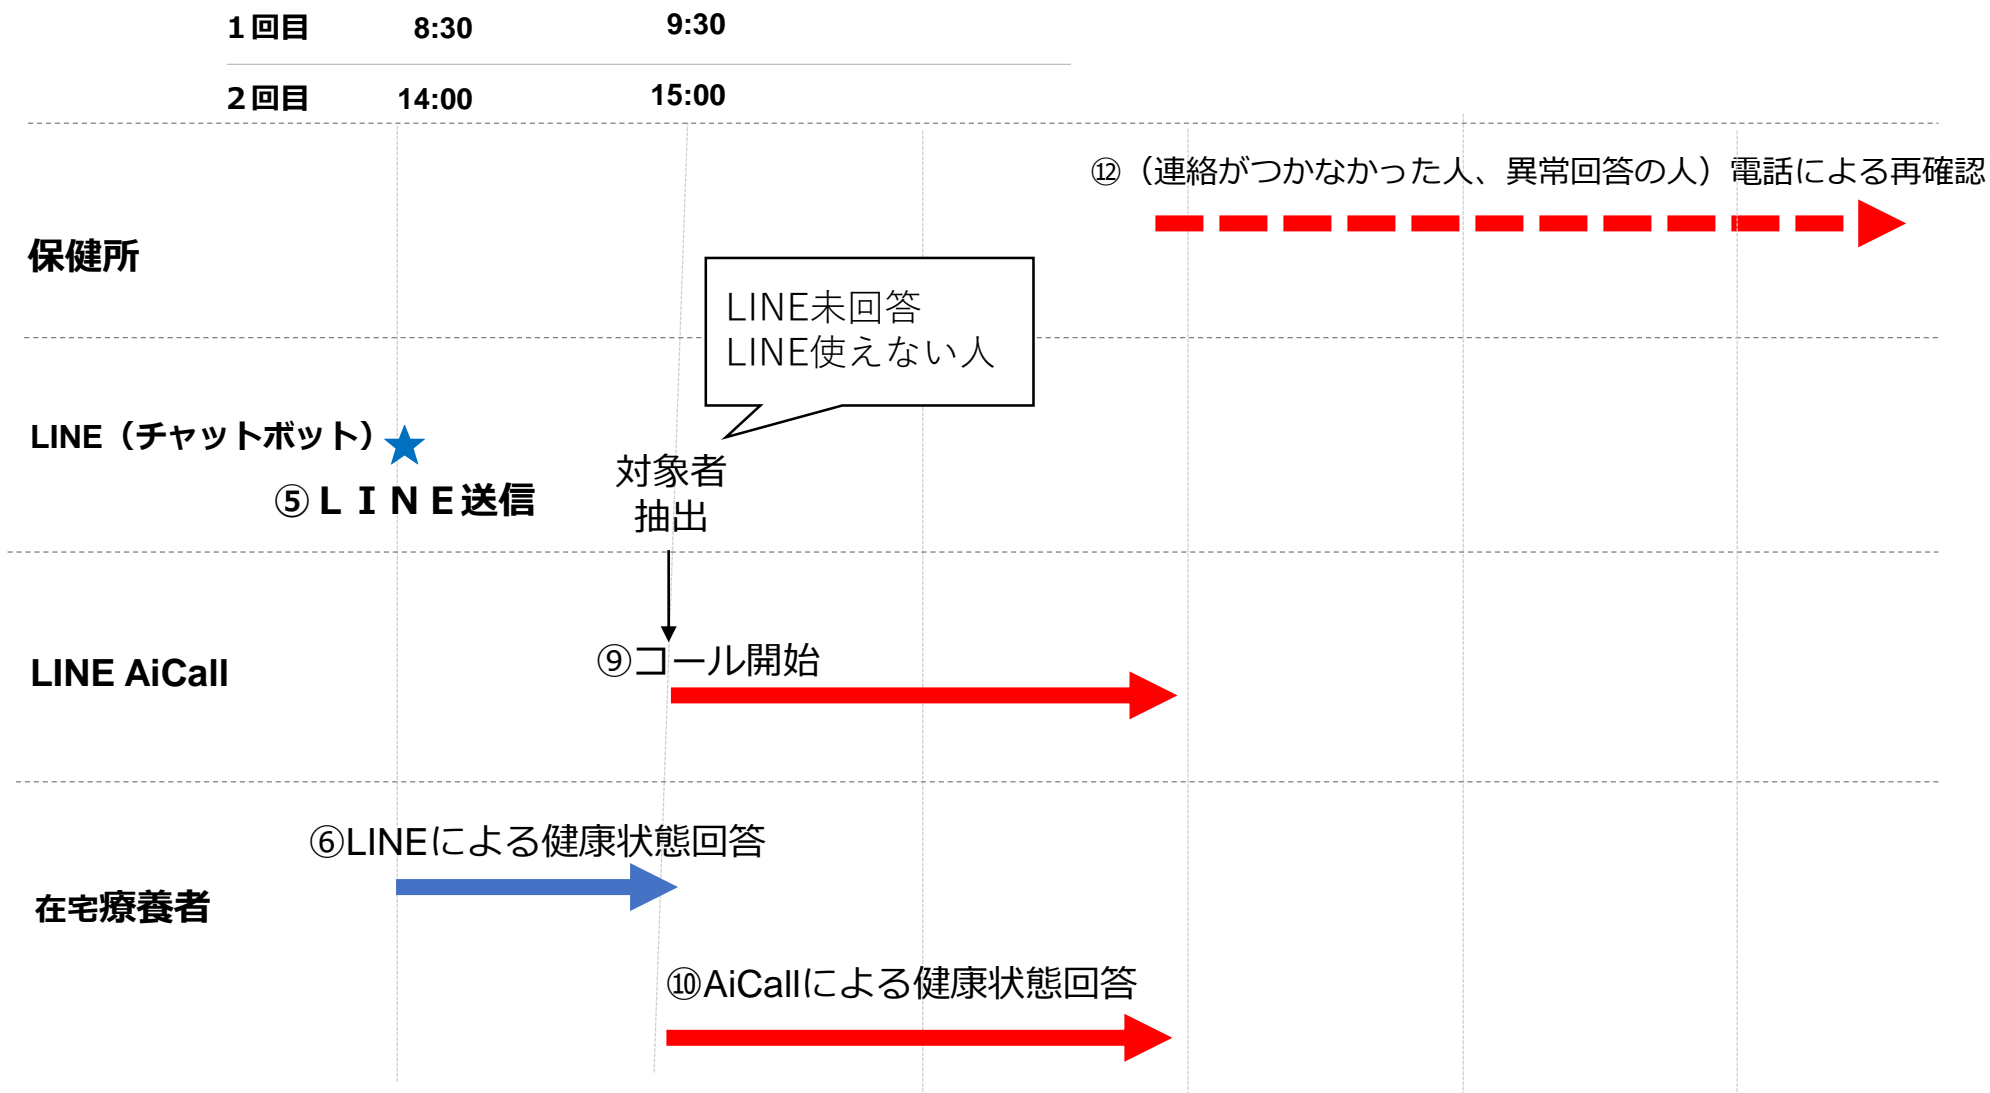 １回目 8:30 9:30
２回目 14:00 15:00
⑫（連絡がつかなかった人、異常回答の人）電話による再確認
保健所
LINE未回答
LINE使えない人
LINE（チャットボット）
⑤ＬＩＮＥ送信
対象者
抽出
LINE AiCall
⑨コール開始
⑥LINEによる健康状態回答
在宅療養者
⑩AiCallによる健康状態回答